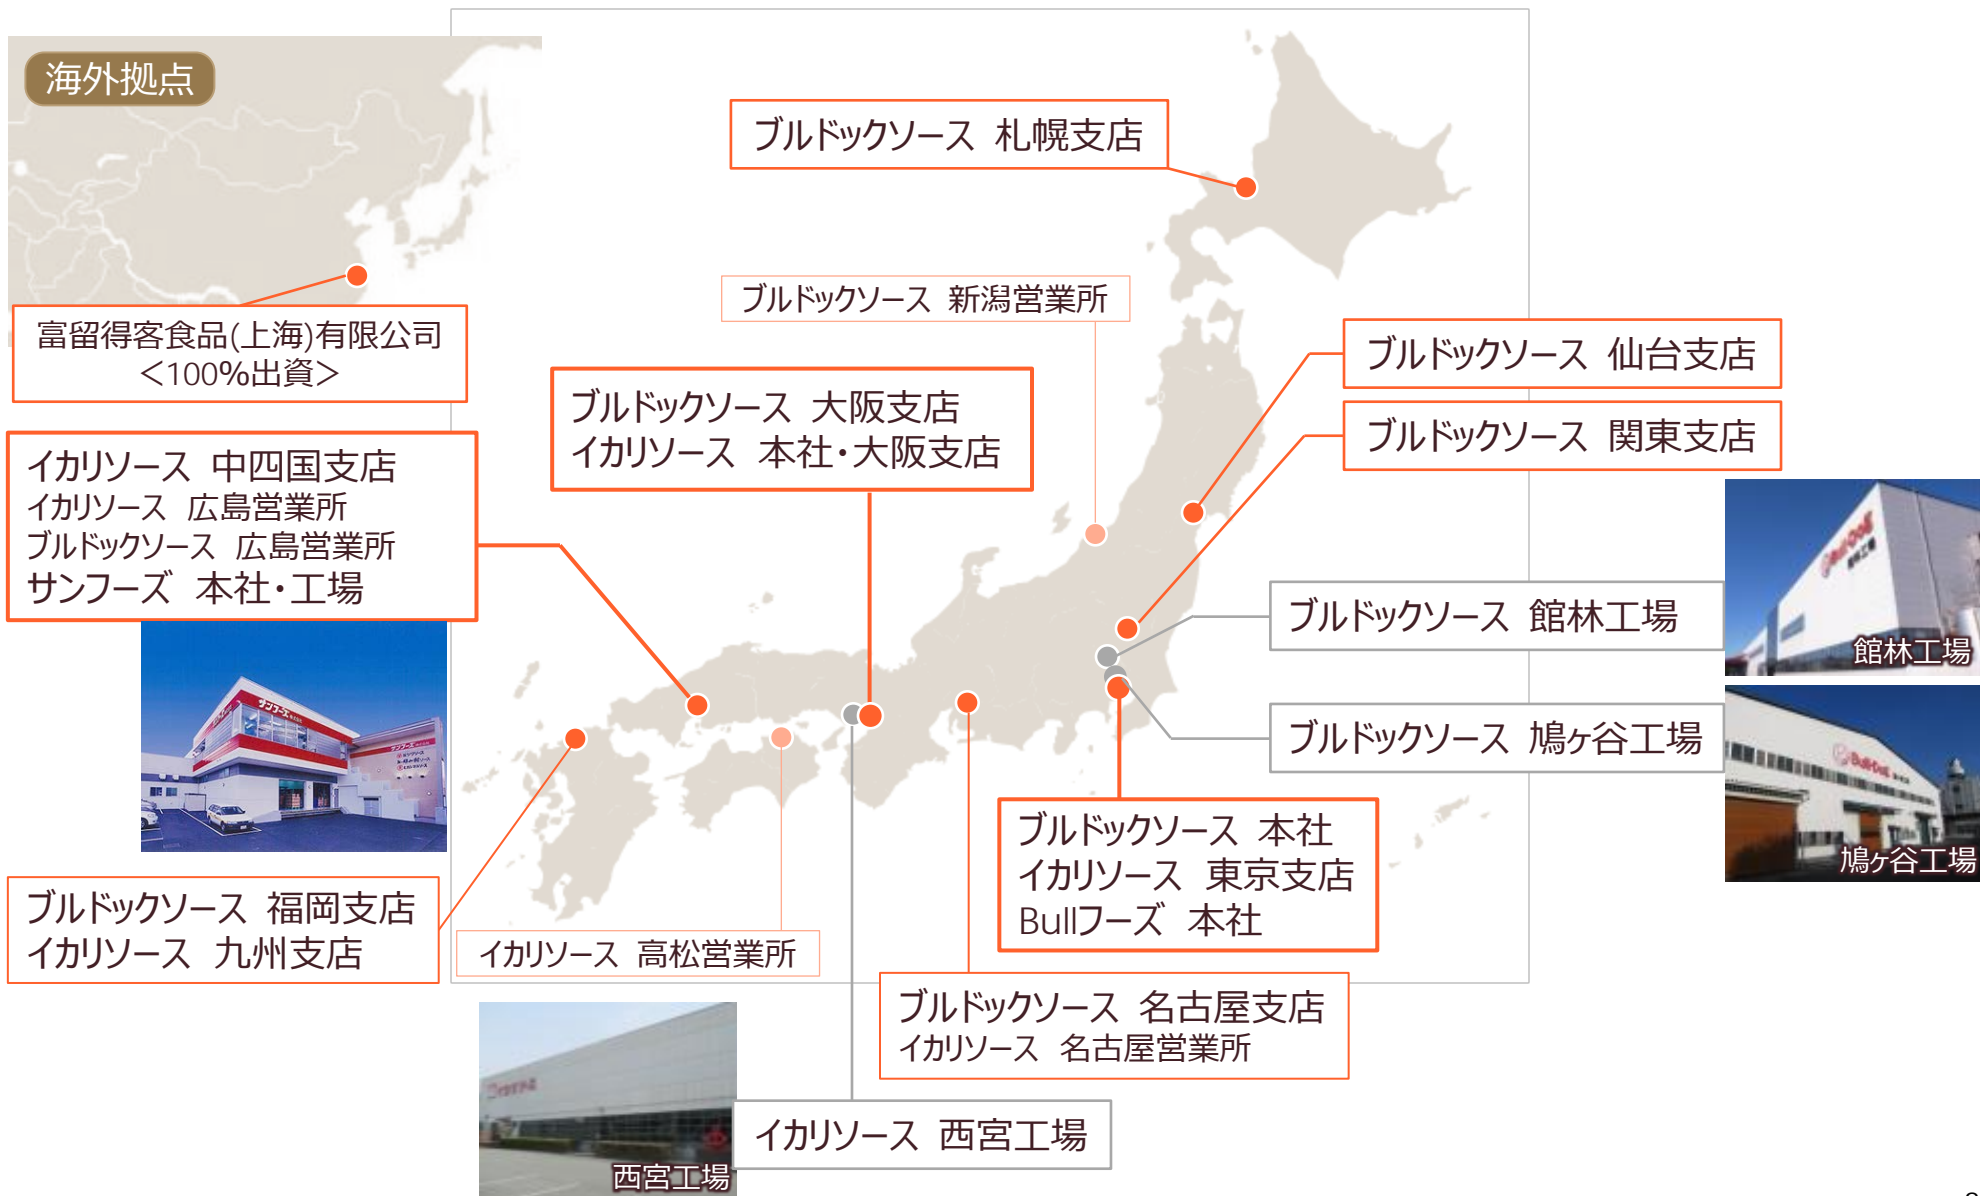 海外拠点
富留得客食品(上海)有限公司
<100%出資>
ブルドックソース 札幌支店
ブルドックソース 新潟営業所
ブルドックソース 仙台支店
ブルドックソース 関東支店
ブルドックソース 大阪支店
イカリソース 本社・大阪支店
イカリソース 中四国支店
イカリソース 広島営業所
ブルドックソース 広島営業所
サンフーズ 本社・工場
サンフーズ
ブルドックソース 館林工場
Bull-Dog
館林工場
館林工場
ブルドックソース 鳩ヶ谷工場
Bull-Dog
鳩ヶ谷工場
ブルドックソース 本社
イカリソース 東京支店
Bullフーズ 本社
ブルドックソース 福岡支店
イカリソース 九州支店
イカリソース 高松営業所
ブルドックソース 名古屋支店
イカリソース 名古屋営業所
イカリソース 西宮工場
西宮工場